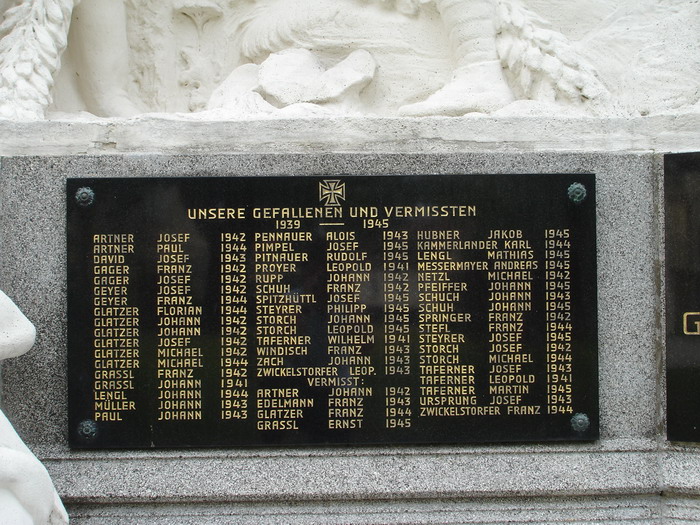 UNSERE GEFALLENEN UND VERMISSTEN
1939 — 1945
ARTNER JOSEF 1942
ARTNER PAUL 1944
DAVID JOSEF 1943
GAGER FRANZ 1942
GAGER JOSEF 1942
GEYER JOSEF 1942
GEYER FRANZ 1944
GLATZER FLORIAN 1944
GLATZER JOHANN 1942
GLATZER JOHANN 1942
GLATZER JOSEF 1942
GLATZER MICHAEL 1942
GLATZER MICHAEL 1944
GRASSL FRANZ 1942
GRASSL JOHANN 1941
LENGL JOHANN 1944
MÜLLER JOHANN 1943
PAUL JOHANN 1943
PENNAUER ALOIS 1943
PIMPEL JOSEF 1945
PITNAUER RUDOLF 1945
PROYER LEOPOLD 1941
RUPP JOHANN 1942
SCHUH FRANZ 1942
SPITZHÜTTL JOSEF 1945
STEYRER PHILIPP 1945
STORCH JOHANN 1945
STORCH LEOPOLD 1945
TAFERNER WILHELM 1941
WINDISCH FRANZ 1943
ZACH JOHANN 1943
ZWICKELSTORFER LEOP. 1943
VERMISST:
ARTNER JOHANN 1942
EDELMANN FRANZ 1943
GLATZER FRANZ 1944
GRASSL ERNST 1945
HUBNER JAKOB 1945
KAMMERLANDER KARL 1944
LENGL MATHIAS 1945
MESSERMAYER ANDREAS 1945
NETZL MICHAEL 1942
PFEIFFER JOHANN 1945
SCHUCH JOHANN 1943
SCHUH JOHANN 1945
SPRINGER FRANZ 1942
STEFL FRANZ 1944
STEYRER JOSEF 1945
STORCH JOSEF 1942
STORCH MICHAEL 1944
TAFERNER JOSEF 1943
TAFERNER LEOPOLD 1941
TAFERNER MARTIN 1945
URSPRUNG JOSEF 1943
ZWICKELSTORFER FRANZ 1944
G